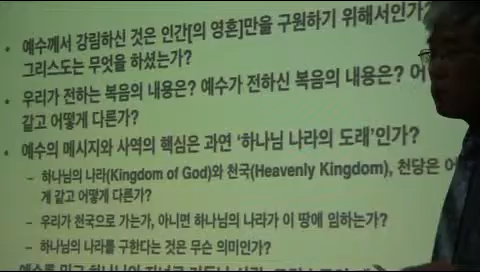 • 예수께서 강림하신 것은 인간[의 영혼]만을 구원하기 위해서인가?
그리스도는 무엇을 하셨는가?
• 우리가 전하는 복음의 내용은? 예수가 전하신 복음의 내용은? 어
같고 어떻게 다른가?
• 예수의 메시지와 사역의 핵심은 과연 '하나님 나라의 도래'인가?
– 하나님의 나라(Kingdom of God)와 천국(Heavenly Kingdom), 천당은 어
게 같고 어떻게 다른가?
– 우리가 천국으로 가는가, 아니면 하나님의 나라가 이 땅에 임하는가?
– 하나님의 나라를 구한다는 것은 무슨 의미인가?